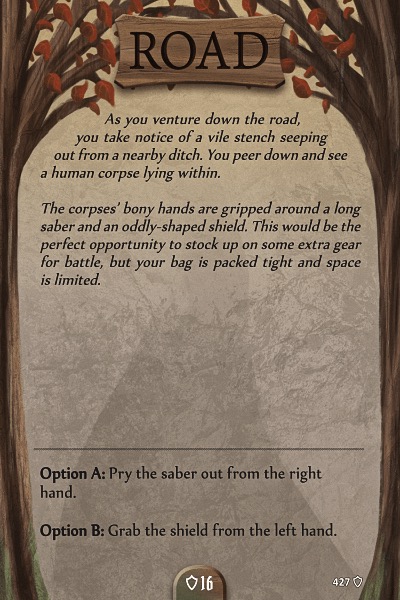 ROAD
As you venture down the road,
you take notice of a vile stench seeping
out from a nearby ditch. You peer down and see
a human corpse lying within.
The corpses' bony hands are gripped around a long
saber and an oddly-shaped shield. This would be the
perfect opportunity to stock up on some extra gear
for battle, but your bag is packed tight and space
is limited.
Option A: Pry the saber out from the right
hand.
Option B: Grab the shield from the left hand.
16
427